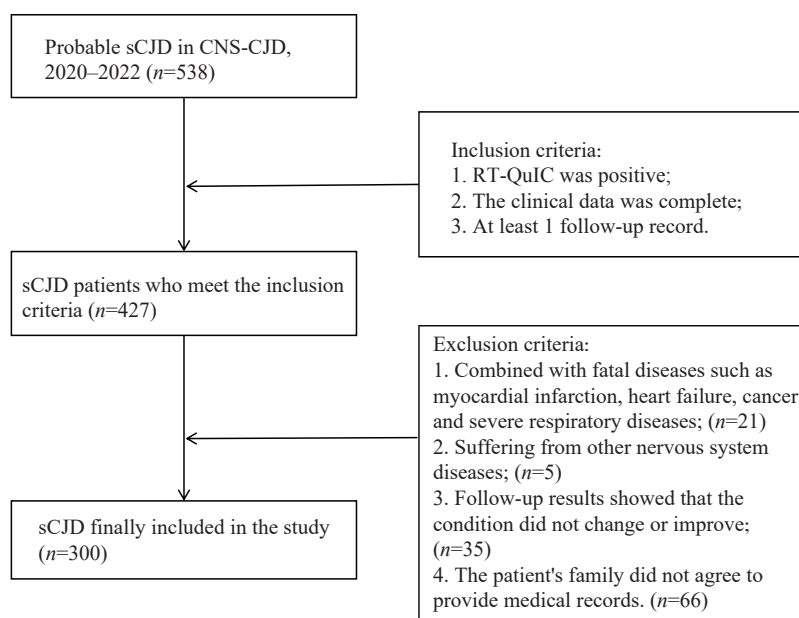 Probable sCJD in CNS-CJD,
2020–2022 (n=538)
Inclusion criteria:
1. RT-QuIC was positive;
2. The clinical data was complete;
3. At least 1 follow-up record.
sCJD patients who meet the inclusion
criteria (n=427)
Exclusion criteria:
1. Combined with fatal diseases such as
myocardial infarction, heart failure, cancer
and severe respiratory diseases; (n=21)
2. Suffering from other nervous system
diseases; (n=5)
3. Follow-up results showed that the
condition did not change or improve;
(n=35)
4. The patient's family did not agree to
provide medical records. (n=66)
sCJD finally included in the study
(n=300)